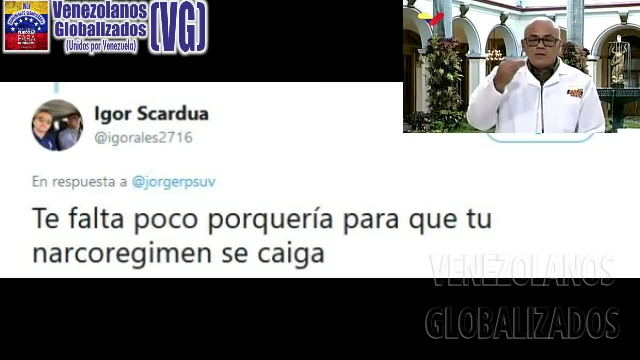 Venezolanos
Globalizados
(Unidos por Venezuela)
(VG)
PARA
Igor Scardua
@igorales2716
En respuesta a @jorgerpsuv
Te falta poco porquería para que tu
narcoregimen se caiga
VENEZOLANOS
GLOBALIZADOS